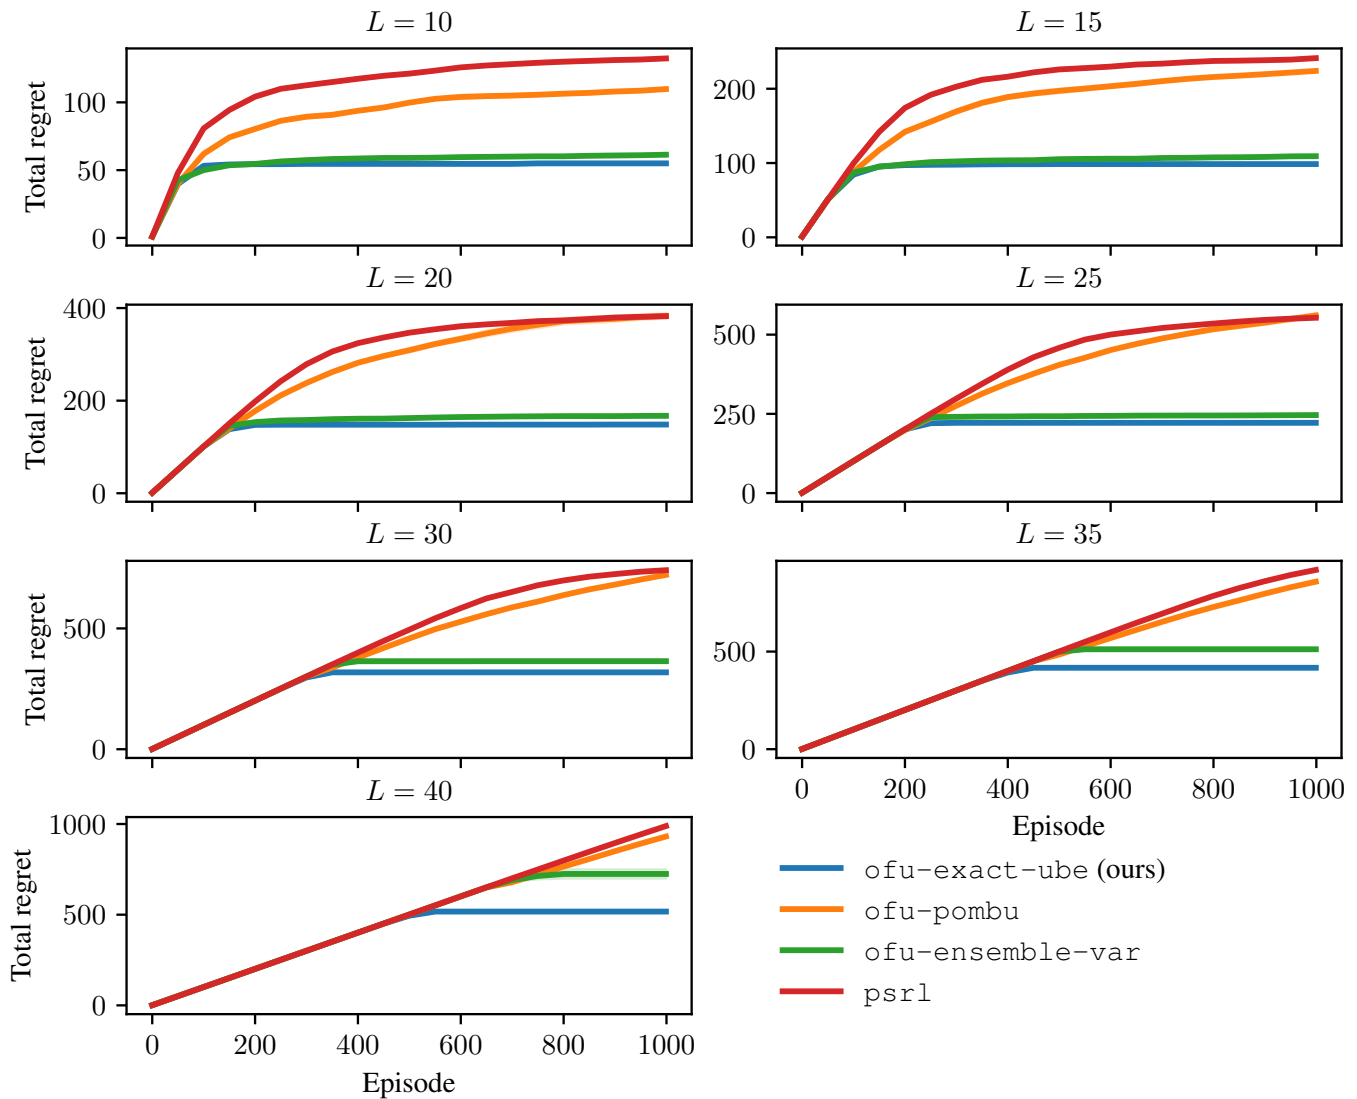 L = 10
L = 15
Total regret
100
50
0
200
100
0
L = 20
L = 25
Total regret
400
200
0
500
250
0
L = 30
L = 35
Total regret
500
0
500
0
0 200 400 600 800 1000
Episode
L = 40
Total regret
1000
500
0
0 200 400 600 800 1000
Episode
ofu-exact-ube (ours)
ofu-pombu
ofu-ensemble-var
psrl